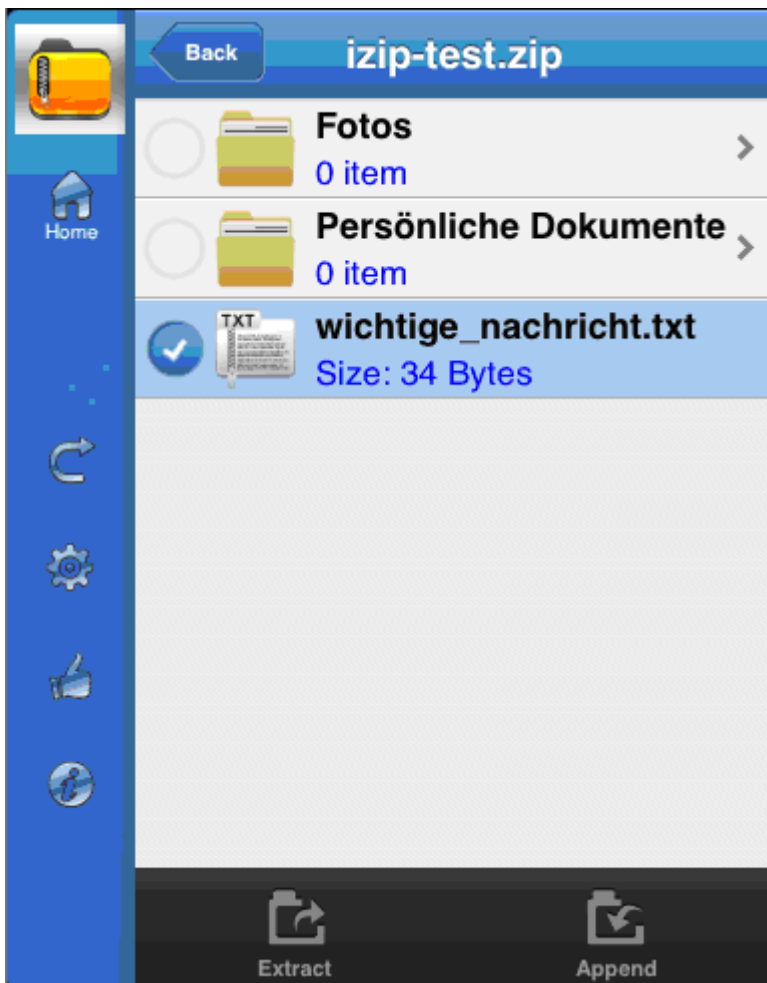 Back
izip-test.zip
Fotos
0 item
Home
Persönliche Dokumente
0 item
TXT
wichtige_nachricht.txt
Size: 34 Bytes
Extract
Append